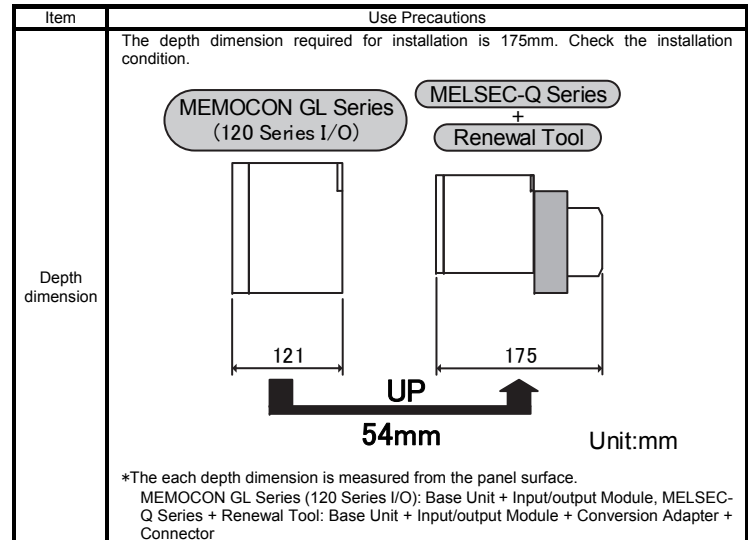 Item
Use Precautions
Depth
dimension
The depth dimension required for installation is 175mm. Check the installation
condition.
MEMOCON GL Series
(120 Series I/O)
MELSEC-Q Series
+
Renewal Tool
121
175
UP
54mm
Unit:mm
*The each depth dimension is measured from the panel surface.
MEMOCON GL Series (120 Series I/O): Base Unit + Input/output Module, MELSEC-
Q Series + Renewal Tool: Base Unit + Input/output Module + Conversion Adapter +
Connector